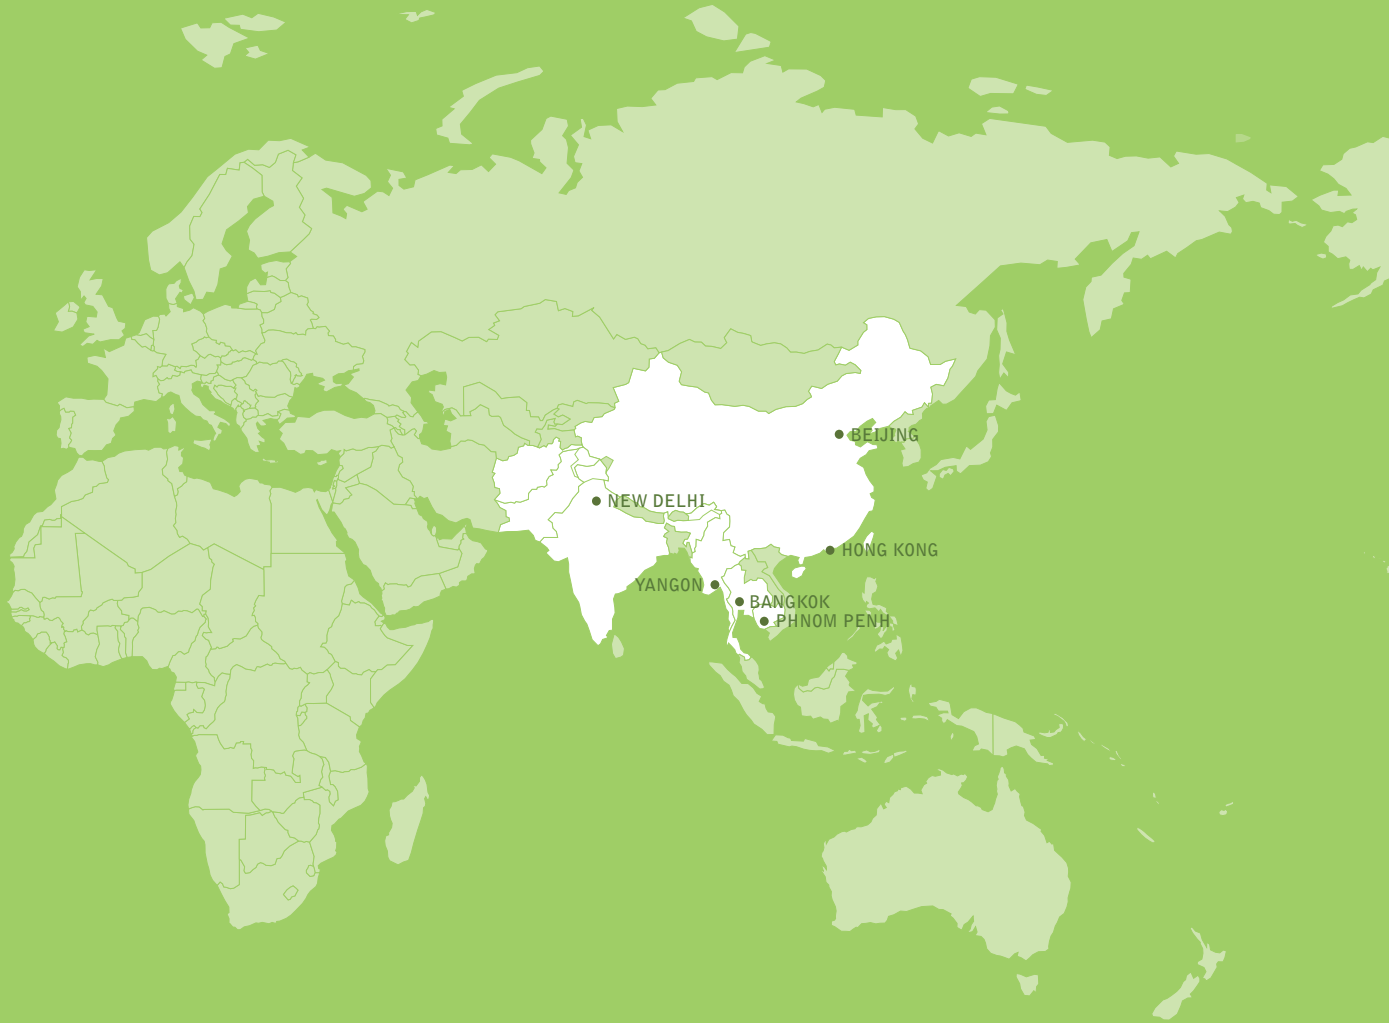 BEIJING
NEW DELHI
HONG KONG
YANGON
BANGKOK
PHNOM PENH